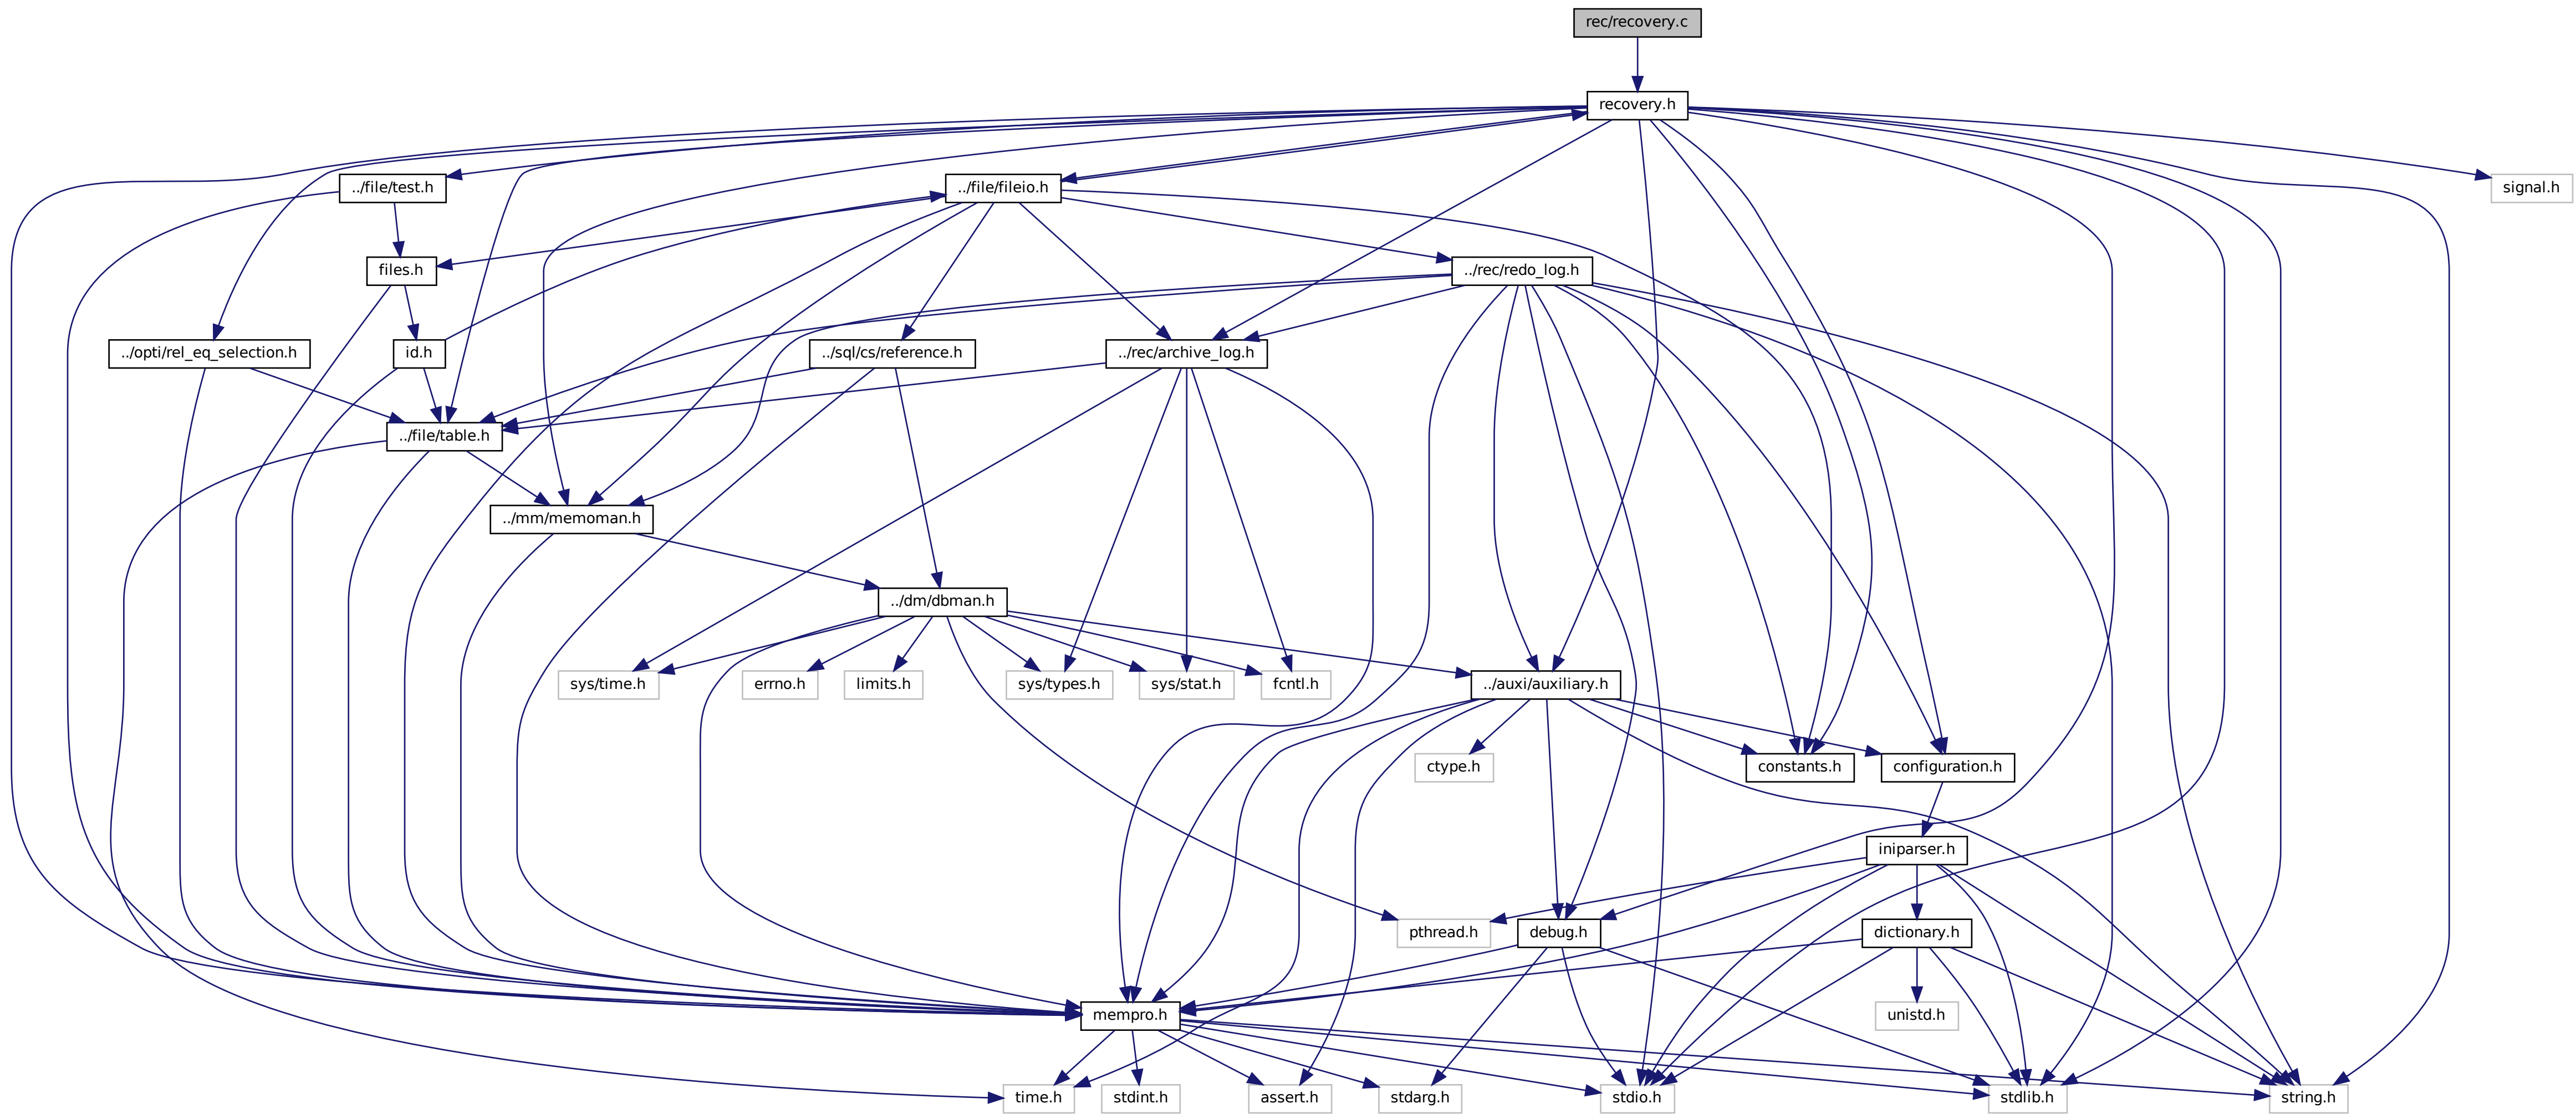 rec/recovery.c
recovery.h
../file/test.h
../file/fileio.h
signal.h
files.h
../rec/redo_log.h
../opti/rel_eq_selection.h
id.h
../sql/cs/reference.h
../rec/archive_log.h
../file/table.h
../mm/memoman.h
../dm/dbman.h
sys/time.h
errno.h
limits.h
sys/types.h
sys/stat.h
fcntl.h
../auxi/auxiliary.h
ctype.h
constants.h
configuration.h
iniparser.h
pthread.h
debug.h
dictionary.h
mempro.h
unistd.h
time.h
stdint.h
assert.h
stdarg.h
stdio.h
stdlib.h
string.h